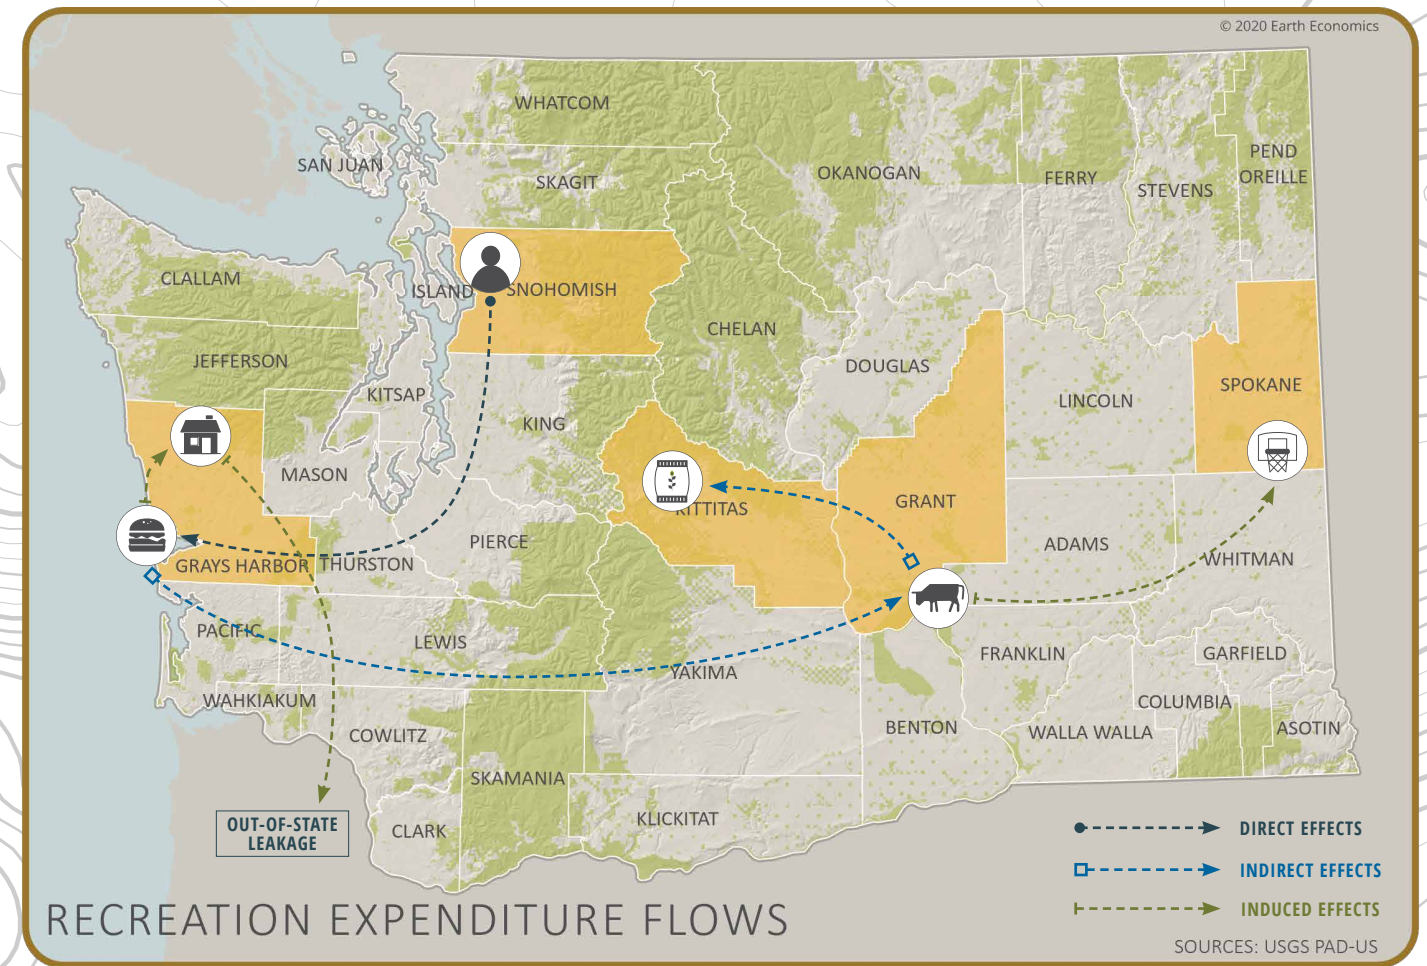 © 2020 Earth Economics
WHATCOM
SAN JUAN
SKAGIT
OKANOGAN
FERRY
STEVENS
PEND
OREILLE
CLALLAM
ISLAND
SNOHOMISH
CHELAN
JEFFERSON
DOUGLAS
KITSAP
LINCOLN
SPOKANE
KING
MASON
KITTITAS
GRANT
PIERCE
ADAMS
GRAYS HARBOR
THURSTON
WHITMAN
PACIFIC
LEWIS
YAKIMA
FRANKLIN
GARFIELD
WAHKIAKUM
COLUMBIA
COWLITZ
BENTON
WALLA WALLA
ASOTIN
SKAMANIA
KLICKITAT
CLARK
OUT-OF-STATE
LEAKAGE
DIRECT EFFECTS
INDIRECT EFFECTS
INDUCED EFFECTS
RECREATION EXPENDITURE FLOWS
SOURCES: USGS PAD-US